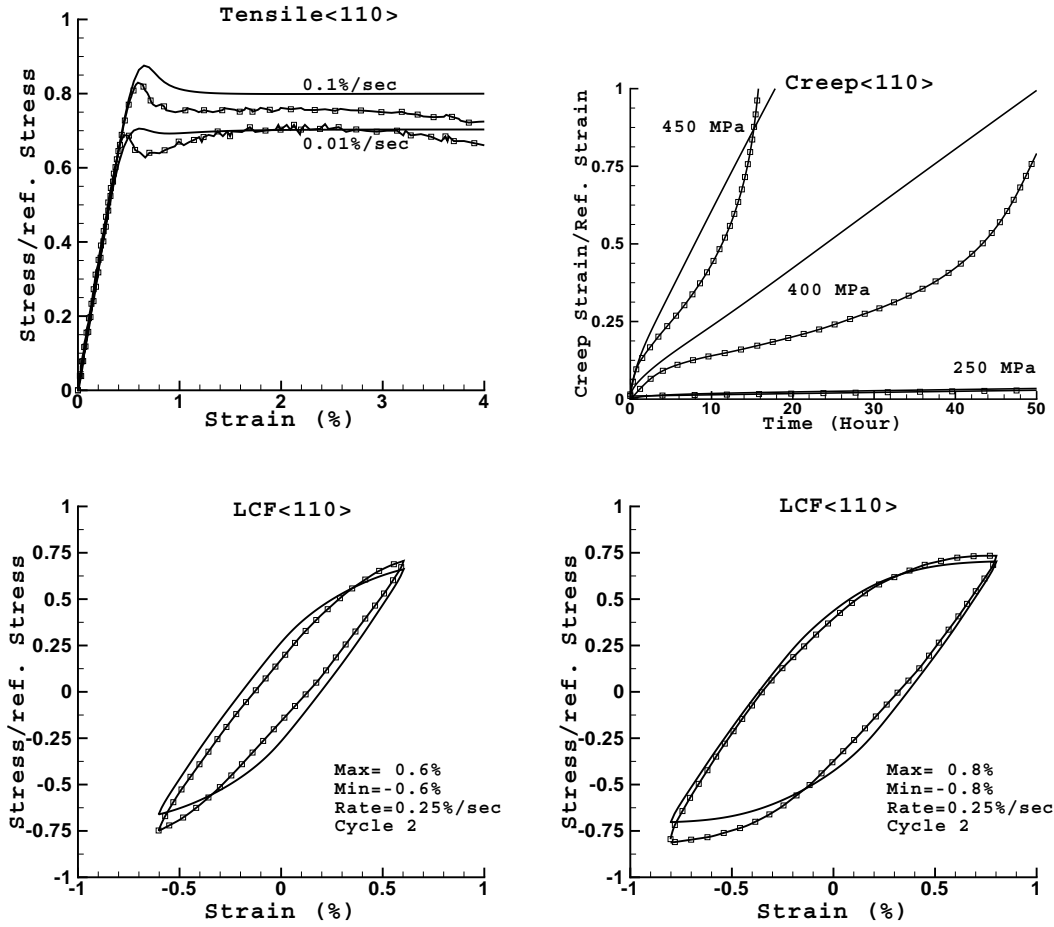 Tensile<110>
1
0.8
0.6
0.4
0.2
0
0.1%/sec
0.01%/sec
Stress/ref. Stress
0 1 2 3 4
Strain (%)
Creep<110>
1
0.75
0.5
0.25
0
450 MPa
400 MPa
250 MPa
Creep Strain/Ref. Strain
0 10 20 30 40 50
Time (Hour)
LCF<110>
1
0.75
0.5
0.25
0
-0.25
-0.5
-0.75
-1
Stress/ref. Stress
Max= 0.6%
Min=-0.6%
Rate=0.25%/sec
Cycle 2
-1 -0.5 0 0.5 1
Strain (%)
LCF<110>
1
0.75
0.5
0.25
0
-0.25
-0.5
-0.75
-1
Stress/ref. Stress
Max= 0.8%
Min=-0.8%
Rate=0.25%/sec
Cycle 2
-1 -0.5 0 0.5 1
Strain (%)